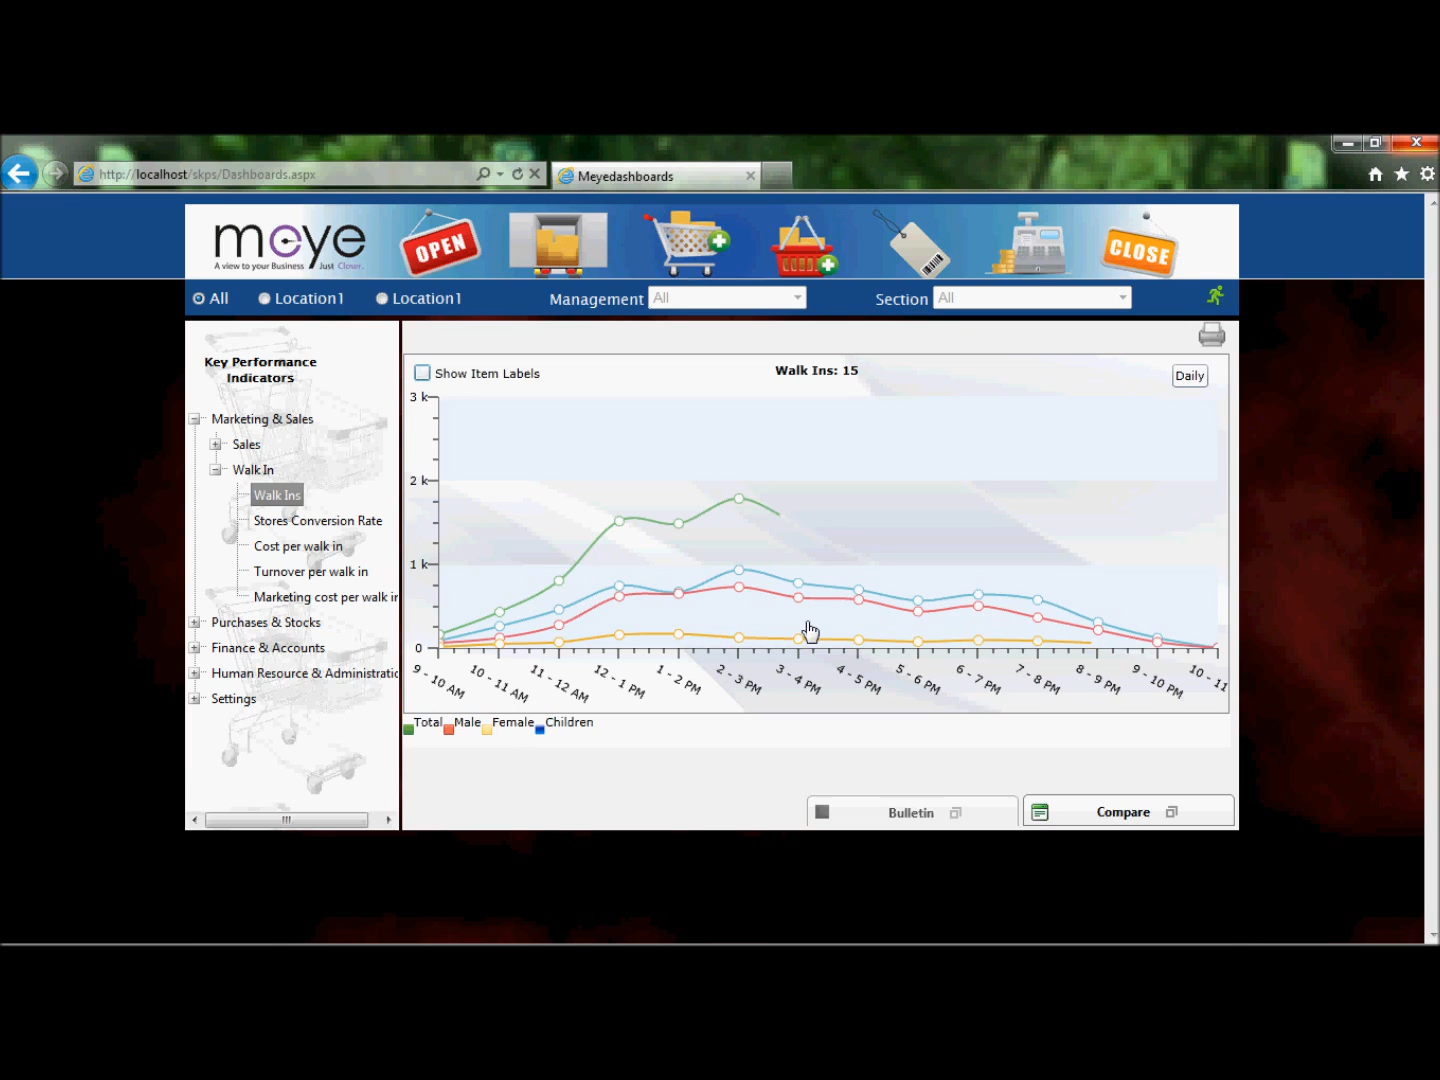 http://localhost/skps/Dashboards.aspx
Meyedashboards
meye
A view to your Business Just Closer.
OPEN
CLOSE
All
Location1
Location1
Management
All
Section
All
Key Performance
Indicators
Marketing & Sales
Sales
Walk In
Walk Ins
Stores Conversion Rate
Cost per walk in
Turnover per walk in
Marketing cost per walk in
Purchases & Stocks
Finance & Accounts
Human Resource & Administratio
Settings
Show Item Labels
Walk Ins: 15
Daily
3 k
2 k
1 k
0
9 - 10 AM
10 - 11 AM
11 - 12 AM
12 - 1 PM
1 - 2 PM
2 - 3 PM
3 - 4 PM
4 - 5 PM
5 - 6 PM
6 - 7 PM
7 - 8 PM
8 - 9 PM
9 - 10 PM
10 - 11
Total Male Female Children
Bulletin
Compare